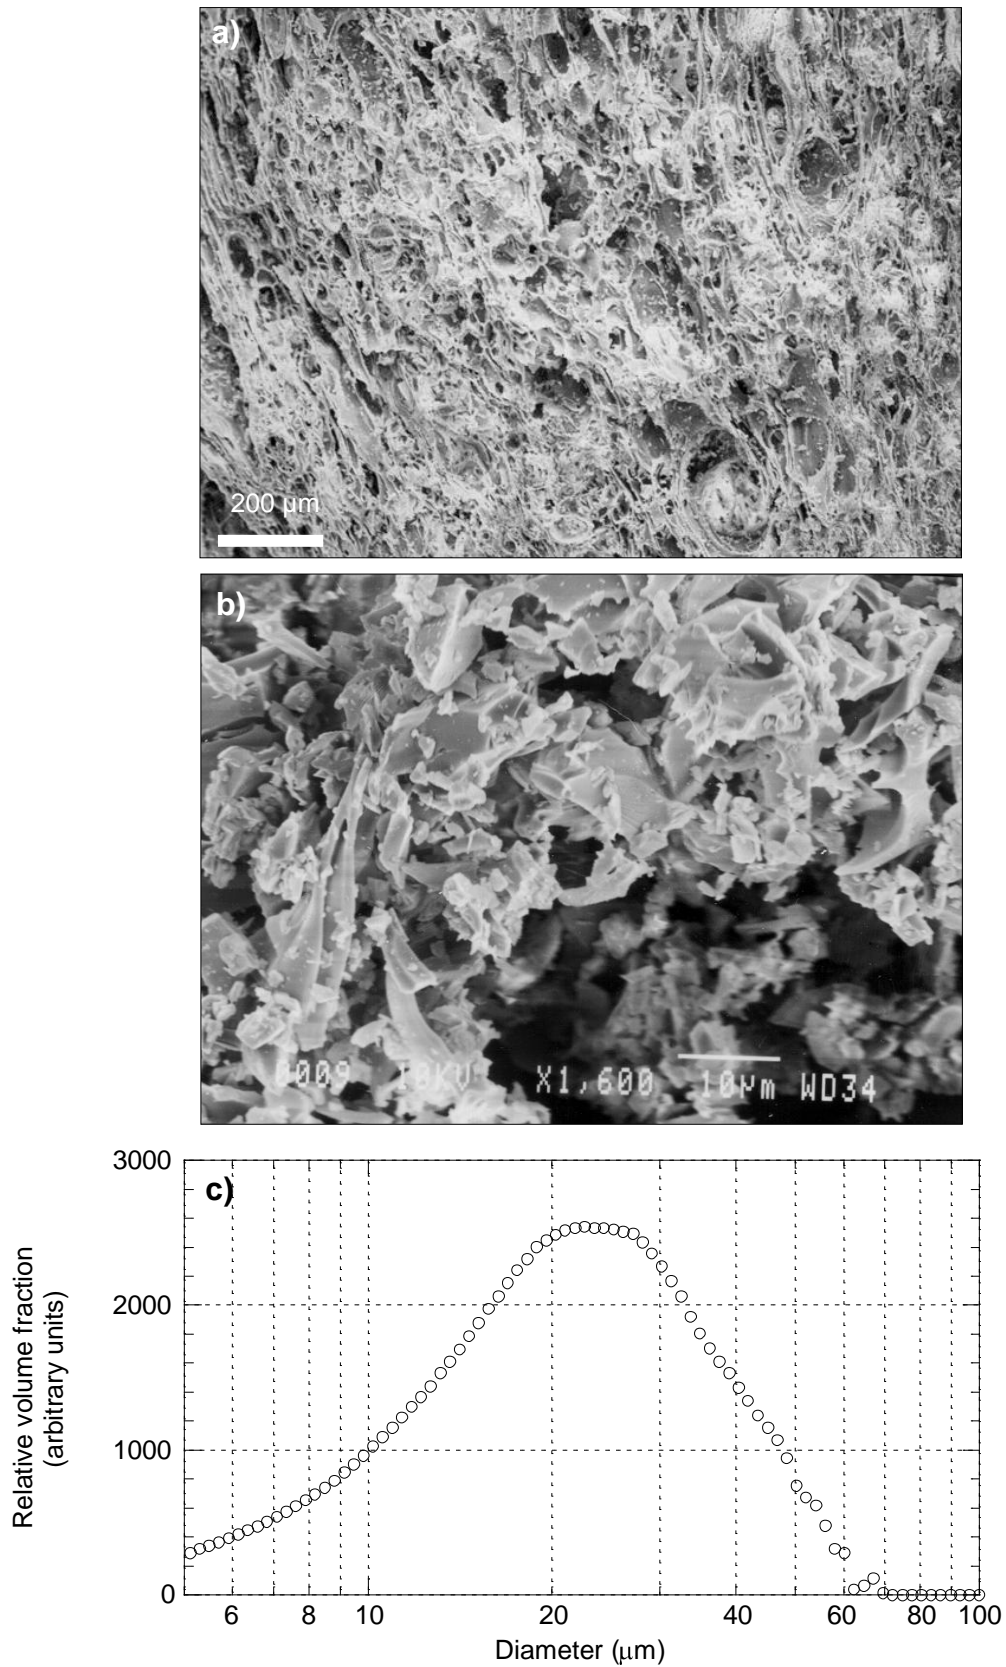 a)
200 μm
b)
0009 10KV X1,600 10μm WD34
c)
3000
2000
1000
0
Relative volume fraction
(arbitrary units)
6 8 10 20 40 60 80 100
Diameter (μm)